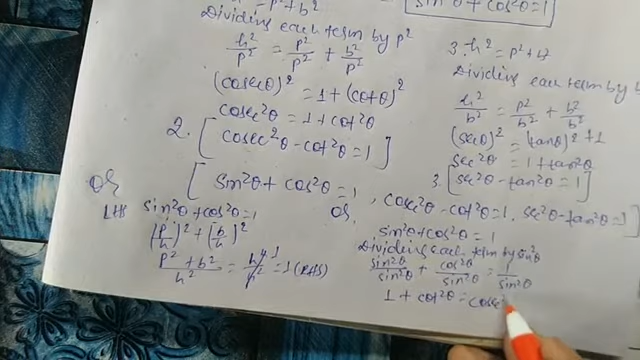 = p² + b²
Dividing each term by p²
h²/p² = p²/p² + b²/p²
(cosecθ)² = 1 + (cotθ)²
cosec²θ = 1 + cot²θ
2. [cosec²θ - cot²θ = 1]
sin²θ + cos²θ = 1
3. h² = p² +
Dividing each term by
h²/b² = p²/b² + b²/b²
(secθ)² = (tanθ)² + 1
sec²θ = 1 + tan²θ
3. [sec²θ - tan²θ = 1]
[sin²θ + cos²θ = 1, cosec²θ - cot²θ = 1, sec²θ - tan²θ = 1]
Or
LHS sin²θ + cos²θ = 1
(p/h)² + (b/h)²
= 1 (RHS)
Or,
sin²θ + cos²θ = 1
Dividing each term by sin²θ
sin²θ/sin²θ + cos²θ/sin²θ = 1/sin²θ
1 + cot²θ = cosec